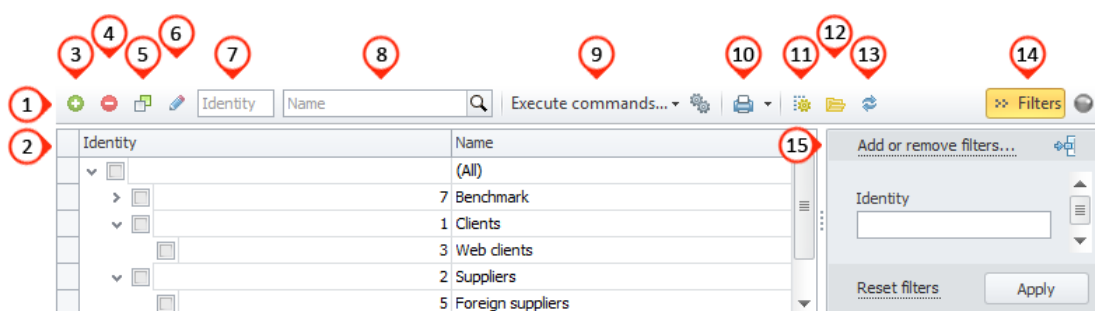 4 6 12
3 5 7 8 9 10 11 13 14
1 Identity Name Execute commands... Filters
2 Identity Name 15 Add or remove filters...
(All)
7 Benchmark Identity
1 Clients
3 Web clients
2 Suppliers
5 Foreign suppliers Reset filters Apply